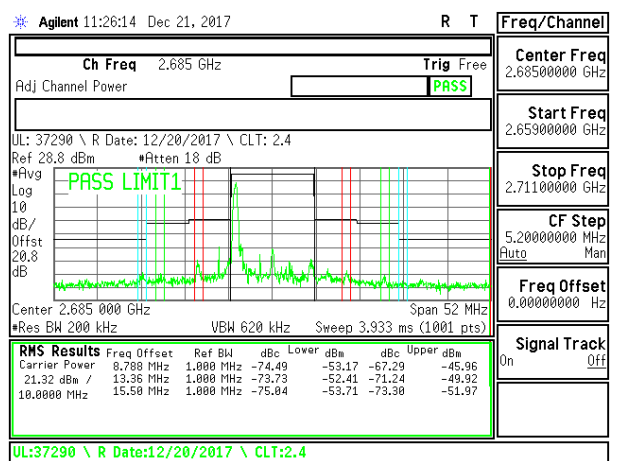 Agilent 11:26:14 Dec 21, 2017 R T
Freq/Channel
Ch Freq 2.685 GHz Trig Free
Adj Channel Power PASS
UL: 37290 \ R Date: 12/20/2017 \ CLT: 2.4
Ref 28.8 dBm #Atten 18 dB
#Avg
Log
10
dB/
Offst
20.8
dB
PASS LIMIT1
Center 2.685 000 GHz Span 52 MHz
#Res BW 200 kHz VBW 620 kHz Sweep 3.933 ms (1001 pts)
RMS Results Freq Offset Ref BW dBc Lower dBm dBc Upper dBm
Carrier Power 8.788 MHz 1.000 MHz -74.49 -53.17 -67.29 -45.96
21.32 dBm / 13.36 MHz 1.000 MHz -73.73 -52.41 -71.24 -49.92
10.0000 MHz 15.50 MHz 1.000 MHz -75.04 -53.71 -73.30 -51.97
UL:37290 \ R Date:12/20/2017 \ CLT:2.4
Center Freq
2.68500000 GHz
Start Freq
2.65900000 GHz
Stop Freq
2.71100000 GHz
CF Step
5.20000000 MHz
Auto Man
Freq Offset
0.00000000 Hz
Signal Track
On Off